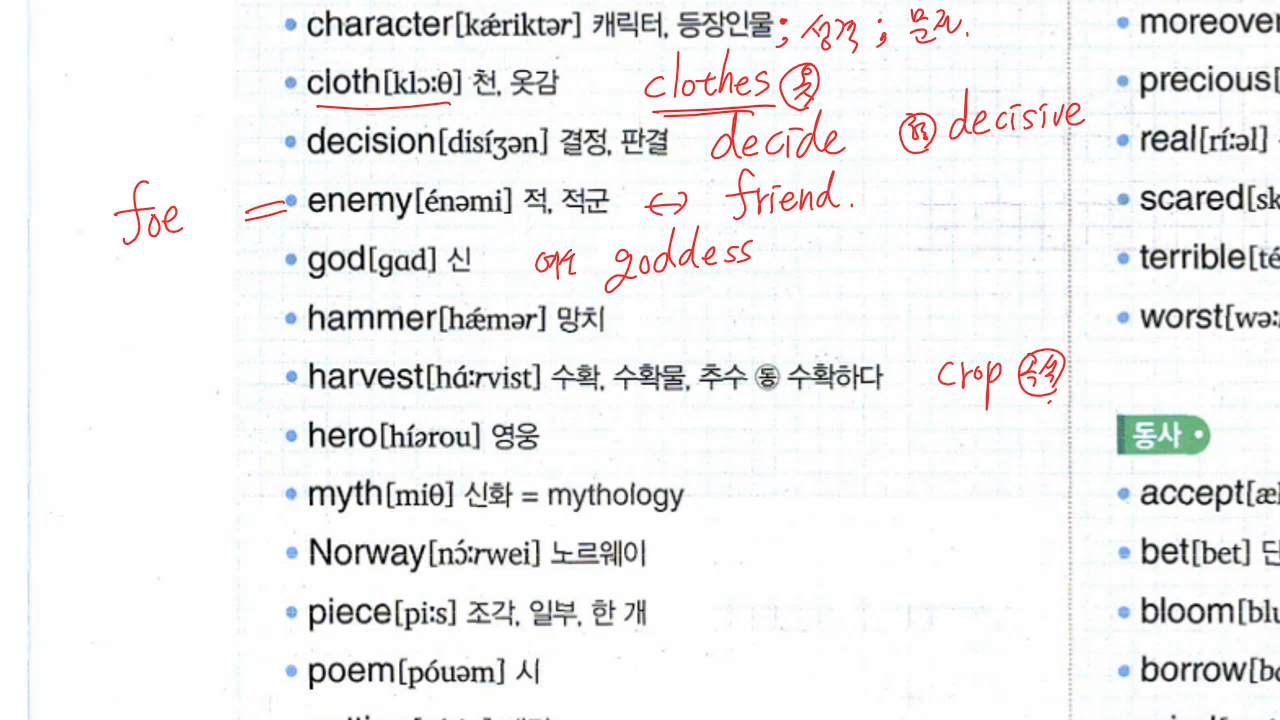 character[kǽriktər] 캐릭터, 등장인물 ; 성격 ; 문자.
cloth[klɔːθ] 천, 옷감 clothes 옷
decision[disíʒən] 결정, 판결 decide 형 decisive
foe = enemy[énəmi] 적, 적군 ↔ friend.
god[gɑd] 신 여 goddess
hammer[hǽmər] 망치
harvest[hɑ́ːrvist] 수확, 수확물, 추수 동 수확하다 crop 곡식
hero[híərou] 영웅
myth[miθ] 신화 = mythology
Norway[nɔ́ːrwei] 노르웨이
piece[piːs] 조각, 일부, 한 개
poem[póuəm] 시
moreover
precious[
real[ríːəl]
scared[sk
terrible[té
worst[wəː
동사
accept[æ
bet[bet] 단
bloom[blu
borrow[b